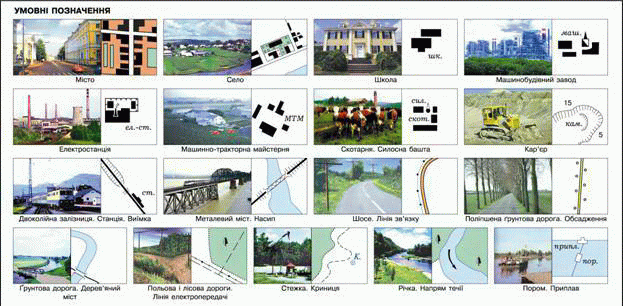 УМОВНІ ПОЗНАЧЕННЯ
Місто
Село
шк.
Школа
маш.
Машинобудівний завод
ел.-ст.
Електростанція
МТМ
Машинно-тракторна майстерня
сил.
скот.
Скотарня. Силосна башта
15
кам.
5
Кар'єр
ст.
Двоколійна залізниця. Станція. Виїмка
Металевий міст. Насип
Шосе. Лінія зв'язку
Поліпшена ґрунтова дорога. Обсадження
Ґрунтова дорога. Дерев'яний
міст
Польова і лісова дороги.
Лінія електропередачі
К.
Стежка. Криниця
Річка. Напрям течії
припл.
пор.
Пором. Приплав